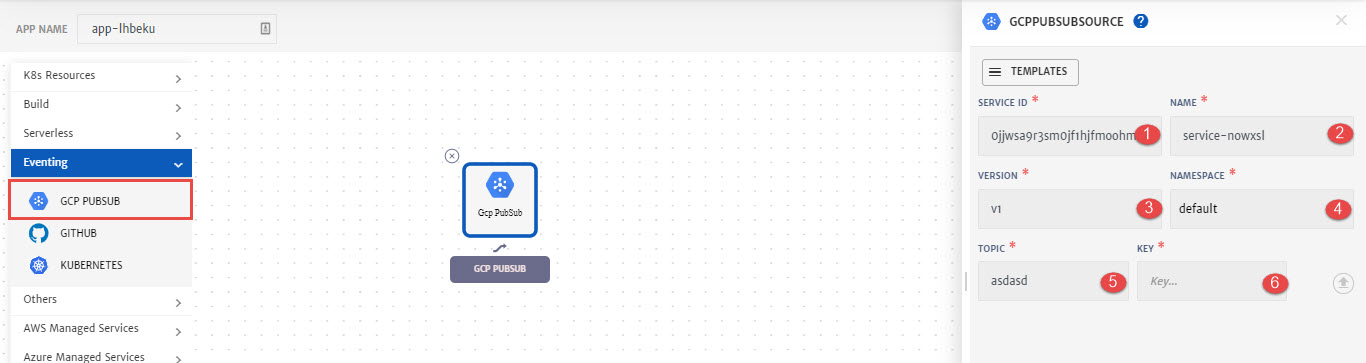 APP NAME
app-lhbeku
K8s Resources
Build
Serverless
Eventing
GCP PUBSUB
GITHUB
KUBERNETES
Others
AWS Managed Services
Azure Managed Services
Gcp PubSub
GCP PUBSUB
GCPPUBSUBSOURCE ?
TEMPLATES
SERVICE ID * NAME *
0jjwsa9r3sm0jf1hjfmoohm 1 service-nowxsl 2
VERSION * NAMESPACE *
v1 3 default 4
TOPIC * KEY *
asdasd 5 Key... 6